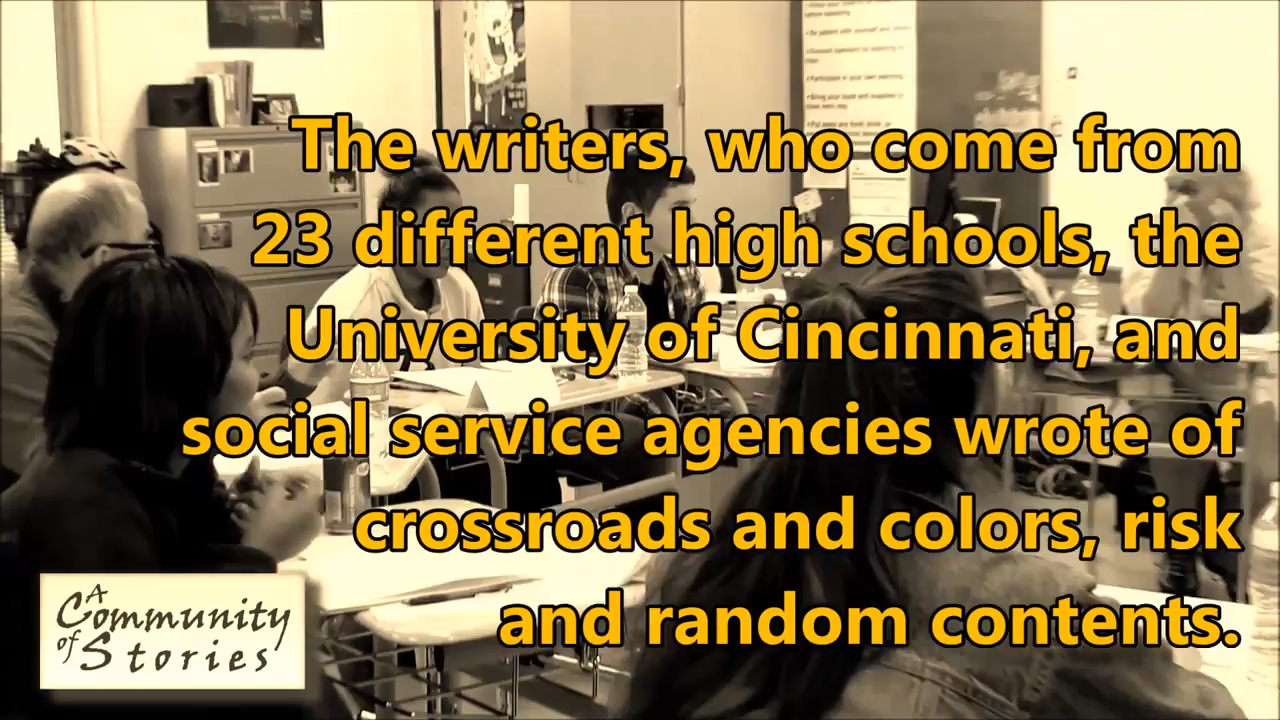 The writers, who come from
23 different high schools, the
University of Cincinnati, and
social service agencies wrote of
crossroads and colors, risk
and random contents.
A
Community
of Stories